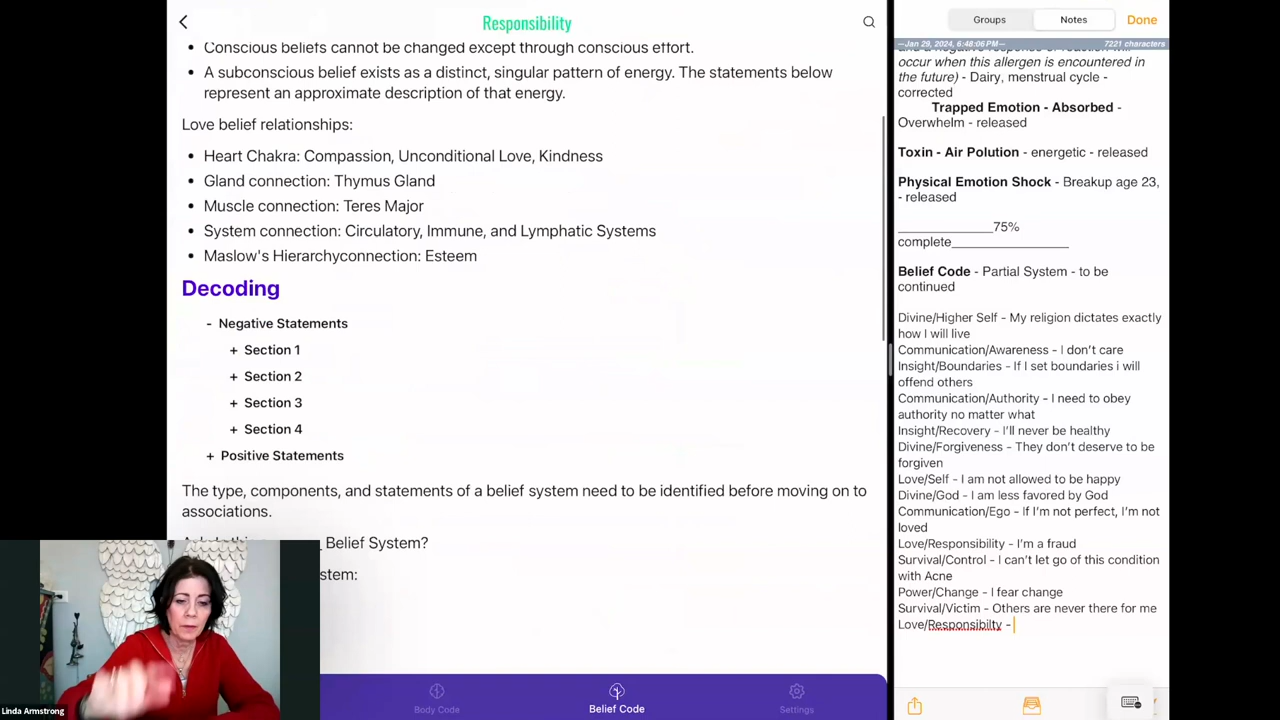 Responsibility
Conscious beliefs cannot be changed except through conscious effort.
A subconscious belief exists as a distinct, singular pattern of energy. The statements below
represent an approximate description of that energy.
Love belief relationships:
Heart Chakra: Compassion, Unconditional Love, Kindness
Gland connection: Thymus Gland
Muscle connection: Teres Major
System connection: Circulatory, Immune, and Lymphatic Systems
Maslow's Hierarchyconnection: Esteem
Decoding
- Negative Statements
+ Section 1
+ Section 2
+ Section 3
+ Section 4
+ Positive Statements
The type, components, and statements of a belief system need to be identified before moving on to
associations.
Belief System?
stem:
Body Code
Belief Code
Settings
Linda Armstrong
Groups
Notes
Done
—Jan 29, 2024, 6:48:06 PM—
7221 characters
occur when this allergen is encountered in
the future) - Dairy, menstrual cycle -
corrected
Trapped Emotion - Absorbed -
Overwhelm - released
Toxin - Air Polution - energetic - released
Physical Emotion Shock - Breakup age 23,
- released
______________75%
complete__________________
Belief Code - Partial System - to be
continued
Divine/Higher Self - My religion dictates exactly
how I will live
Communication/Awareness - I don't care
Insight/Boundaries - If I set boundaries i will
offend others
Communication/Authority - I need to obey
authority no matter what
Insight/Recovery - I'll never be healthy
Divine/Forgiveness - They don't deserve to be
forgiven
Love/Self - I am not allowed to be happy
Divine/God - I am less favored by God
Communication/Ego - If I'm not perfect, I'm not
loved
Love/Responsibility - I'm a fraud
Survival/Control - I can't let go of this condition
with Acne
Power/Change - I fear change
Survival/Victim - Others are never there for me
Love/Responsibilty -